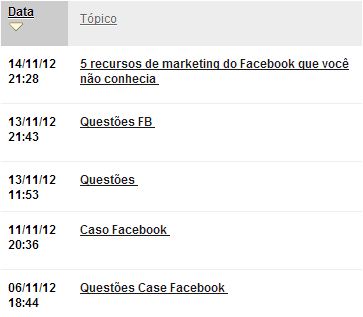 Data Tópico
14/11/12 5 recursos de marketing do Facebook que você
21:28 não conhecia
13/11/12 Questões FB
21:43
13/11/12 Questões
11:53
11/11/12 Caso Facebook
20:36
06/11/12 Questões Case Facebook
18:44